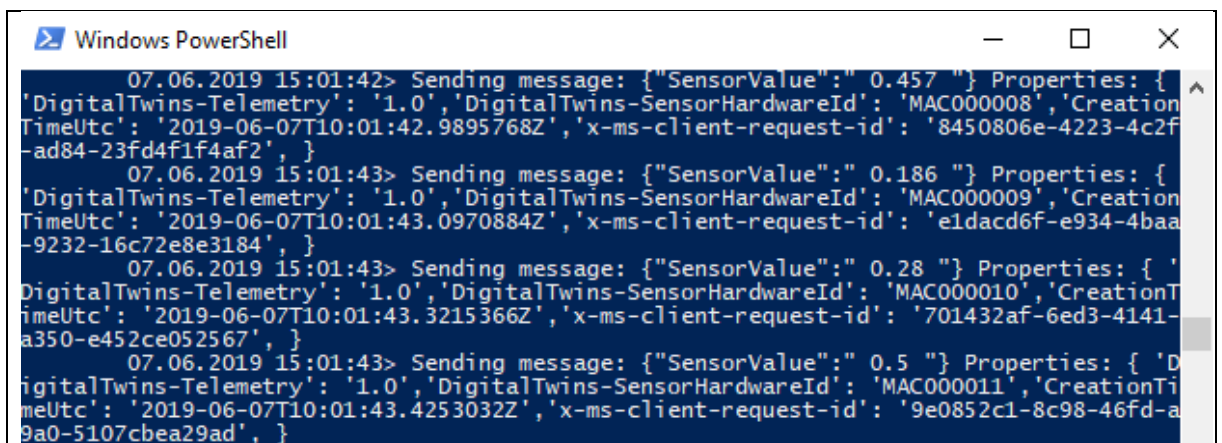 Windows PowerShell
07.06.2019 15:01:42> Sending message: {"SensorValue":" 0.457 "} Properties: {
'DigitalTwins-Telemetry': '1.0','DigitalTwins-SensorHardwareId': 'MAC000008','Creation
TimeUtc': '2019-06-07T10:01:42.9895768Z','x-ms-client-request-id': '8450806e-4223-4c2f
-ad84-23fd4f1f4af2', }
07.06.2019 15:01:43> Sending message: {"SensorValue":" 0.186 "} Properties: {
'DigitalTwins-Telemetry': '1.0','DigitalTwins-SensorHardwareId': 'MAC000009','Creation
TimeUtc': '2019-06-07T10:01:43.0970884Z','x-ms-client-request-id': 'e1dacd6f-e934-4baa
-9232-16c72e8e3184', }
07.06.2019 15:01:43> Sending message: {"SensorValue":" 0.28 "} Properties: { '
DigitalTwins-Telemetry': '1.0','DigitalTwins-SensorHardwareId': 'MAC000010','CreationT
imeUtc': '2019-06-07T10:01:43.3215366Z','x-ms-client-request-id': '701432af-6ed3-4141-
a350-e452ce052567', }
07.06.2019 15:01:43> Sending message: {"SensorValue":" 0.5 "} Properties: { 'D
igitalTwins-Telemetry': '1.0','DigitalTwins-SensorHardwareId': 'MAC000011','CreationTi
meUtc': '2019-06-07T10:01:43.4253032Z','x-ms-client-request-id': '9e0852c1-8c98-46fd-a
9a0-5107cbea29ad', }